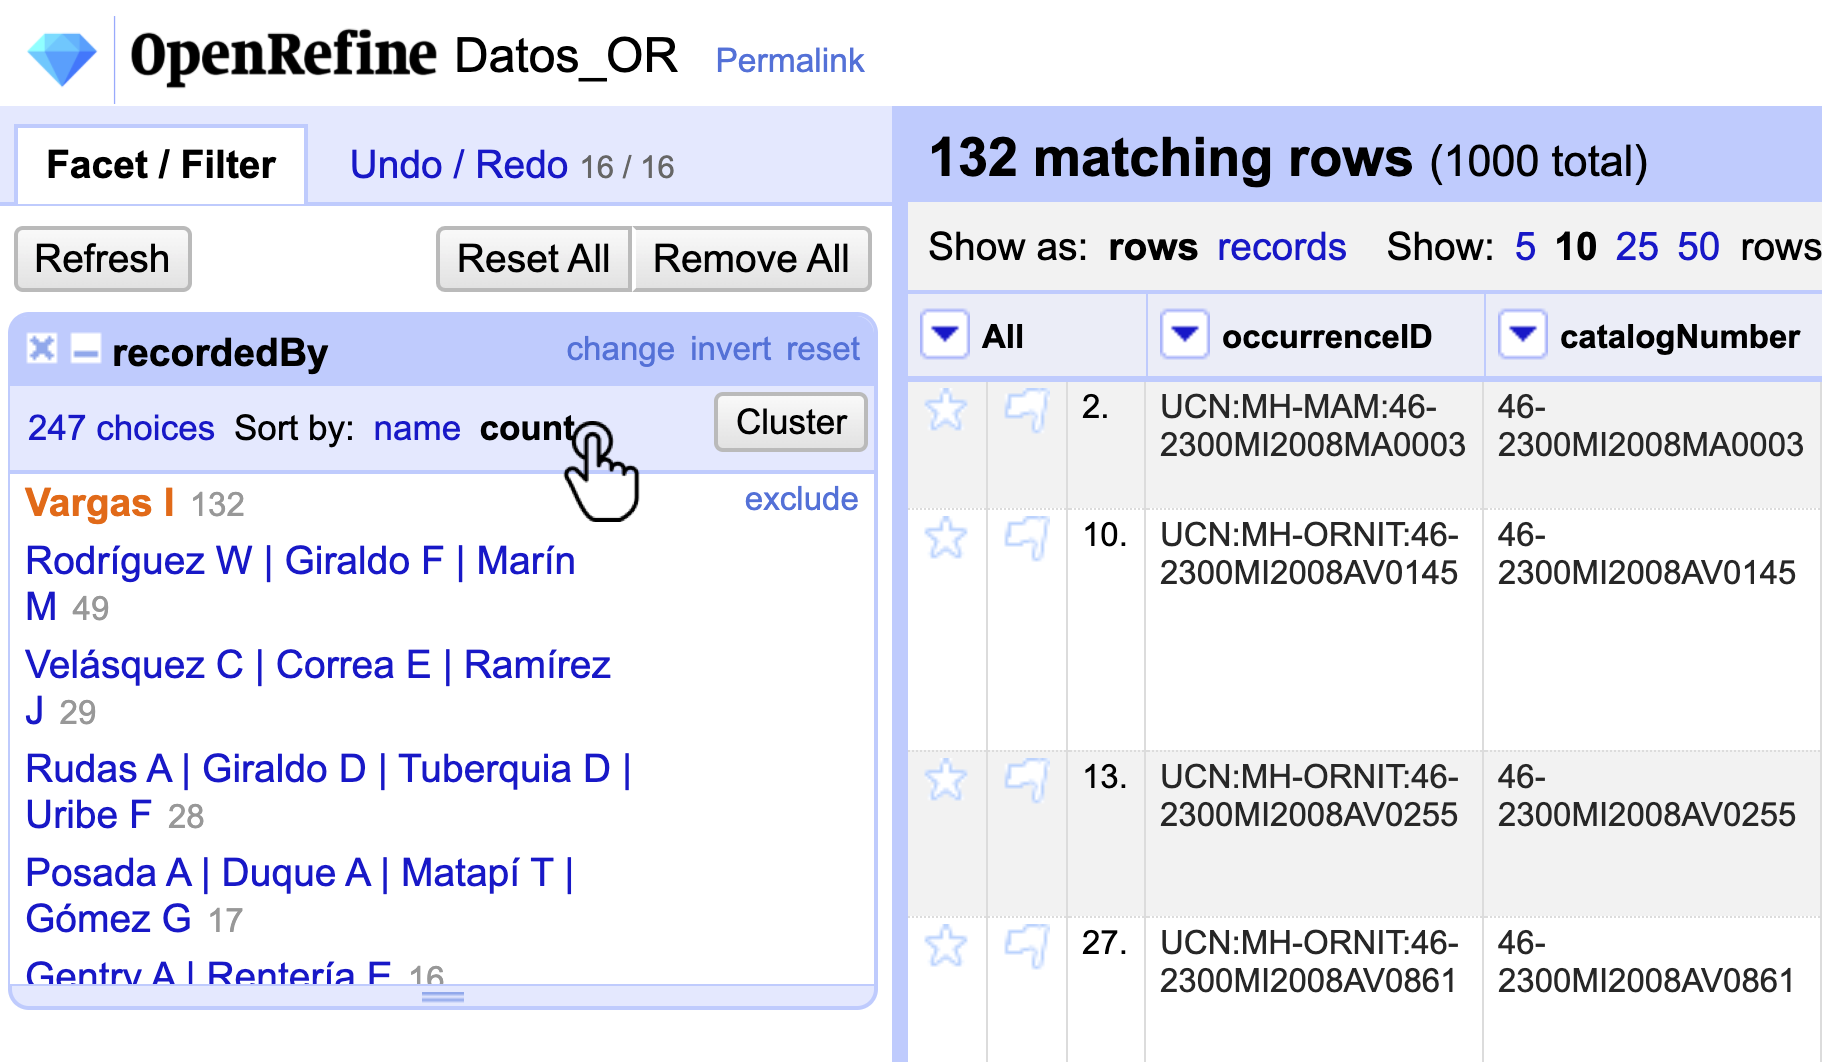 OpenRefine Datos_OR Permalink
Facet / Filter Undo / Redo 16 / 16
Refresh Reset All Remove All
recordedBy change invert reset
247 choices Sort by: name count Cluster
Vargas I 132 exclude
Rodríguez W | Giraldo F | Marín
M 49
Velásquez C | Correa E | Ramírez
J 29
Rudas A | Giraldo D | Tuberquia D |
Uribe F 28
Posada A | Duque A | Matapí T |
Gómez G 17
Gentry A | Rentería E 16
132 matching rows (1000 total)
Show as: rows records Show: 5 10 25 50 rows
All occurrenceID catalogNumber
2. UCN:MH-MAM:46- 46-
2300MI2008MA0003 2300MI2008MA0003
10. UCN:MH-ORNIT:46- 46-
2300MI2008AV0145 2300MI2008AV0145
13. UCN:MH-ORNIT:46- 46-
2300MI2008AV0255 2300MI2008AV0255
27. UCN:MH-ORNIT:46- 46-
2300MI2008AV0861 2300MI2008AV0861